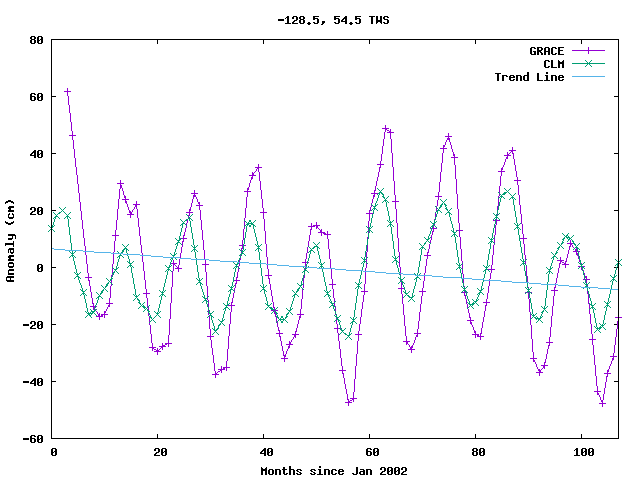 -128.5, 54.5 TWS
GRACE
CLM
Trend Line
80
60
40
20
0
-20
-40
-60
Anomaly (cm)
0 20 40 60 80 100
Months since Jan 2002